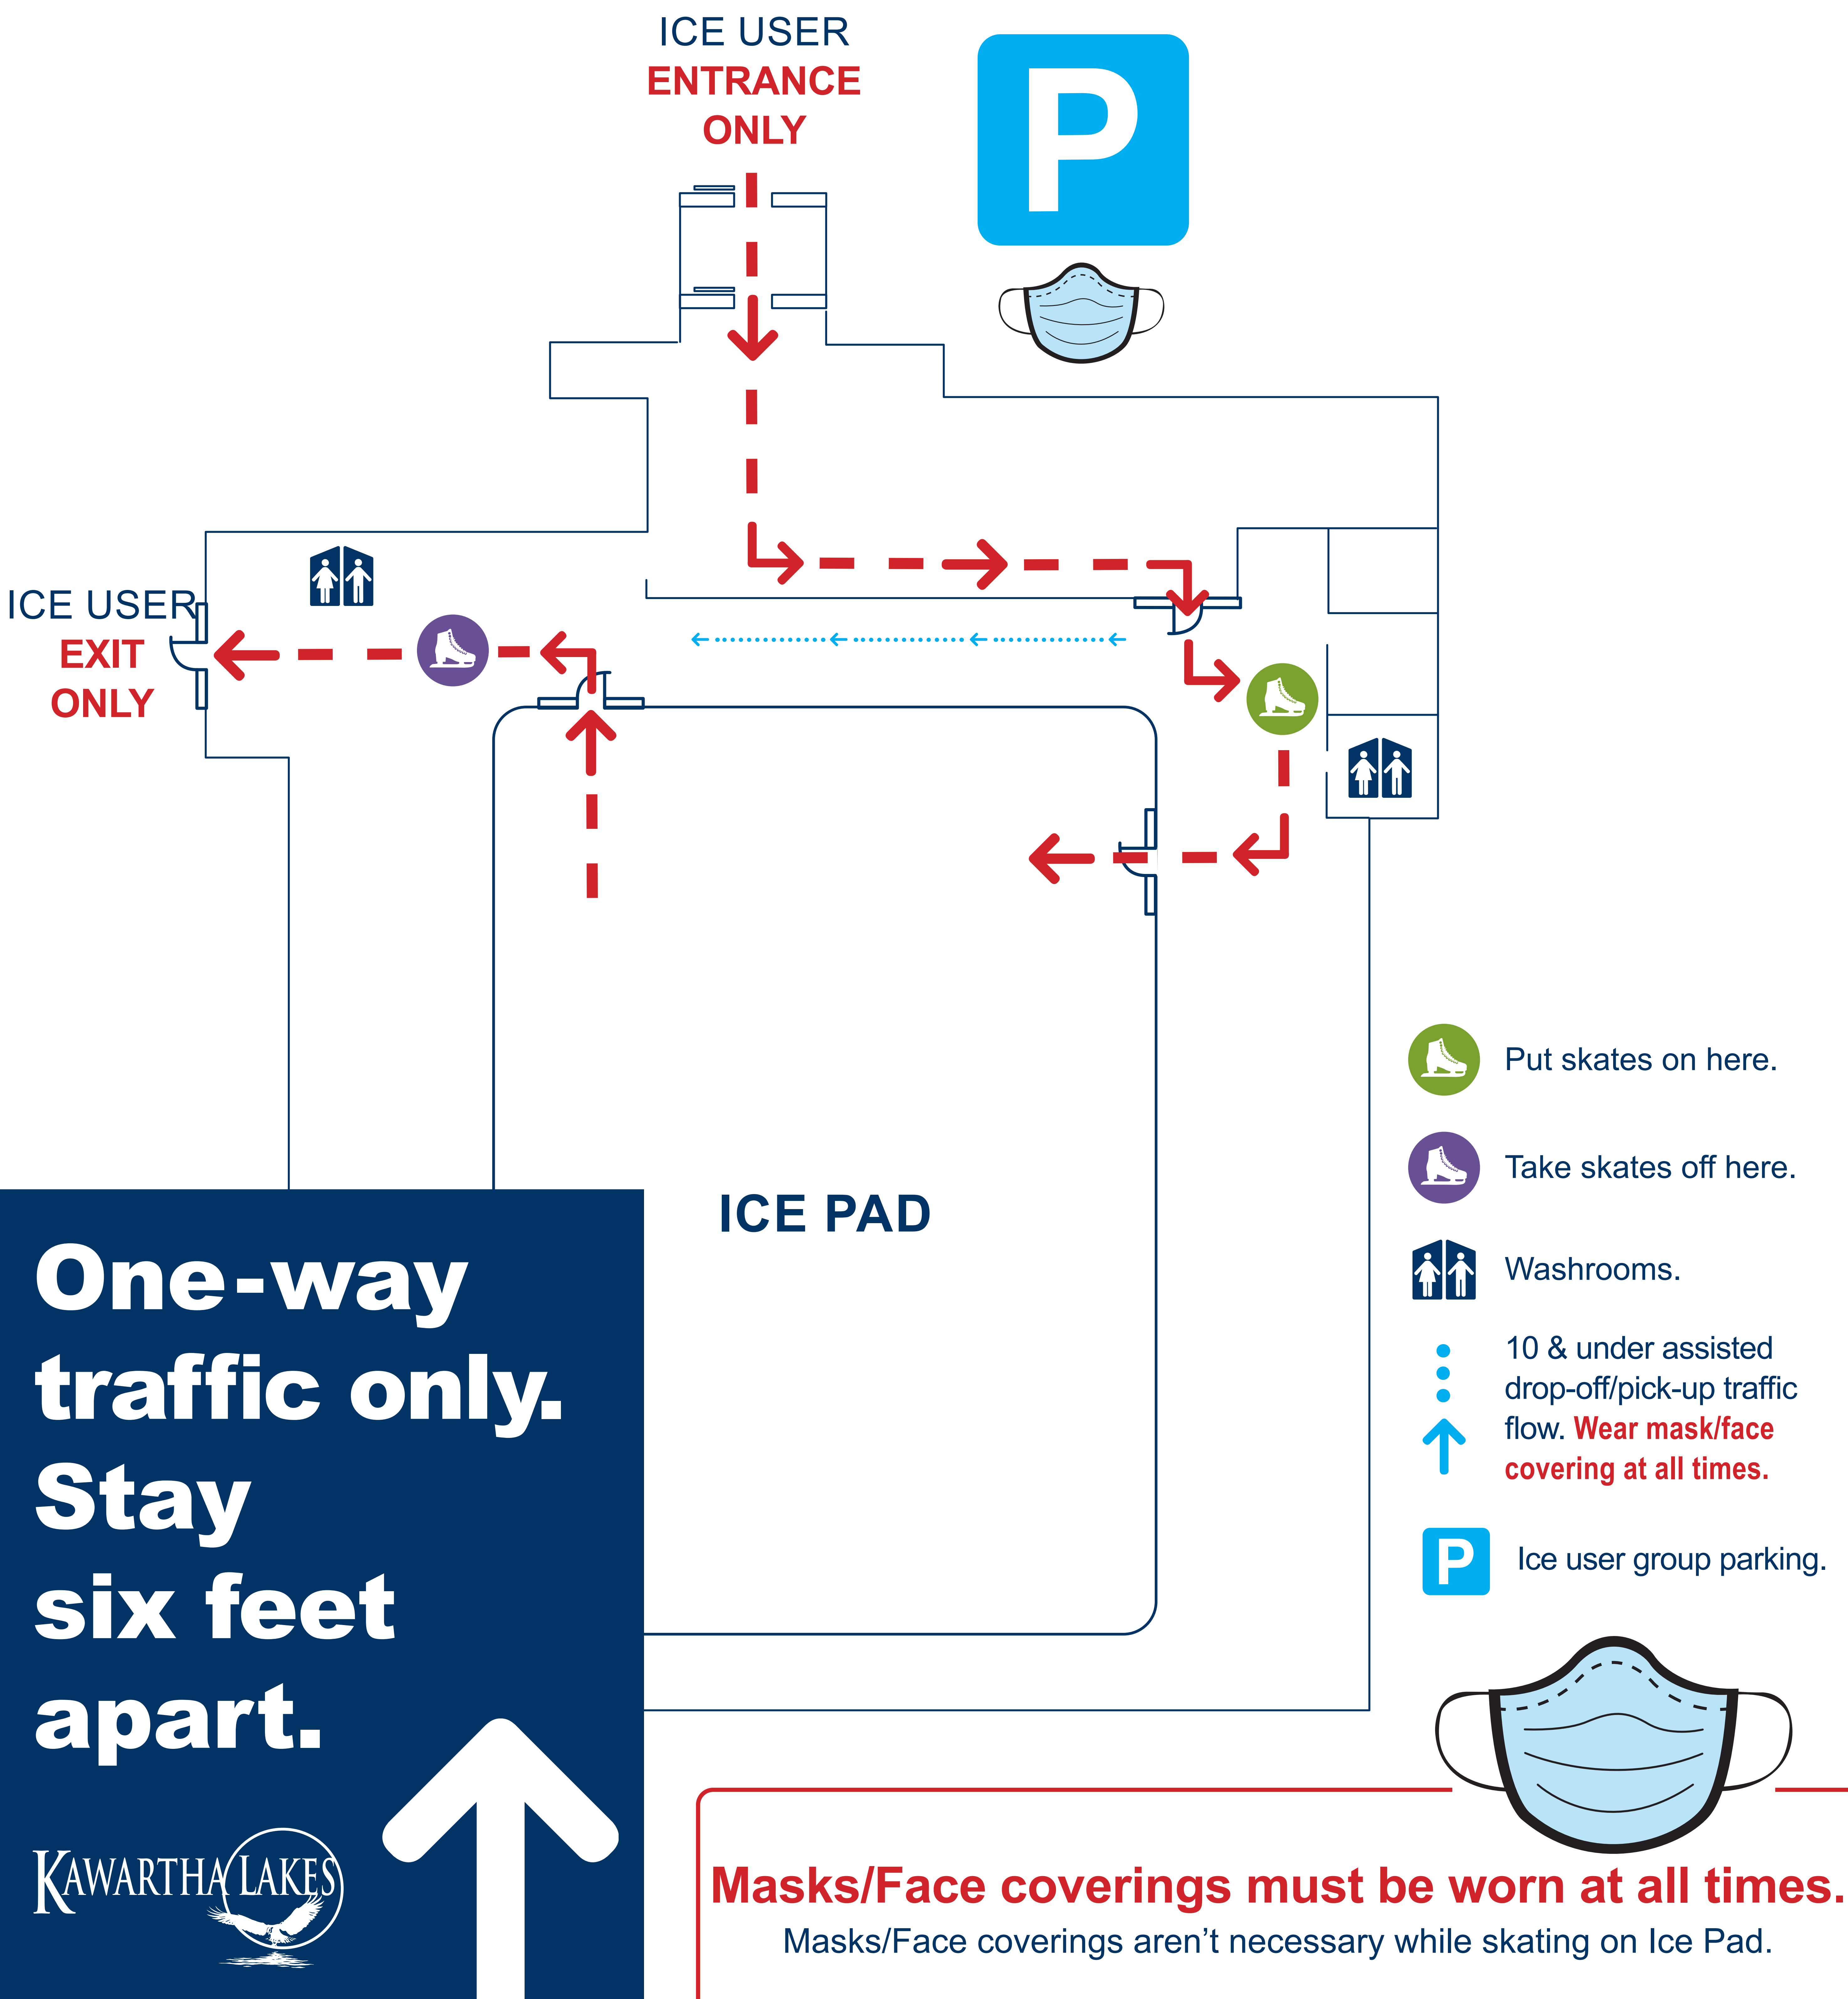 ICE USER
ENTRANCE
ONLY
P
ICE USER
EXIT
ONLY
ICE PAD
Put skates on here.
Take skates off here.
Washrooms.
10 & under assisted
drop-off/pick-up traffic
flow. Wear mask/face
covering at all times.
P
Ice user group parking.
One-way
traffic only.
Stay
six feet
apart.
KAWARTHA LAKES
Masks/Face coverings must be worn at all times.
Masks/Face coverings aren't necessary while skating on Ice Pad.